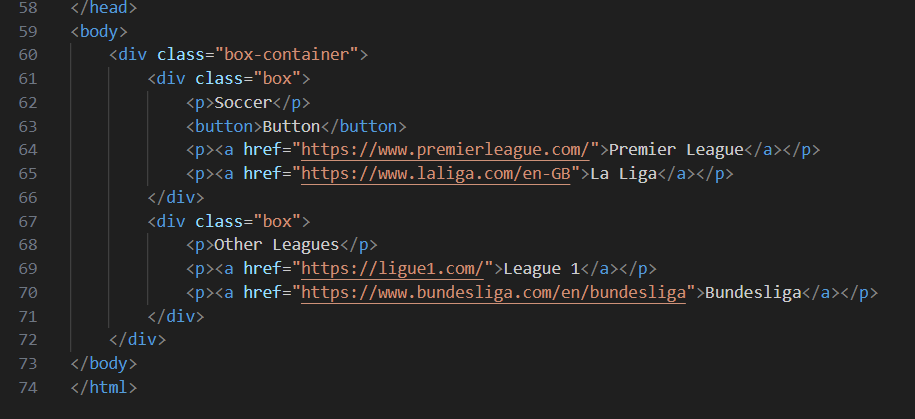 58 </head>
59 <body>
60     <div class="box-container">
61         <div class="box">
62             <p>Soccer</p>
63             <button>Button</button>
64             <p><a href="https://www.premierleague.com/">Premier League</a></p>
65             <p><a href="https://www.laliga.com/en-GB">La Liga</a></p>
66         </div>
67         <div class="box">
68             <p>Other Leagues</p>
69             <p><a href="https://ligue1.com/">League 1</a></p>
70             <p><a href="https://www.bundesliga.com/en/bundesliga">Bundesliga</a></p>
71         </div>
72     </div>
73 </body>
74 </html>